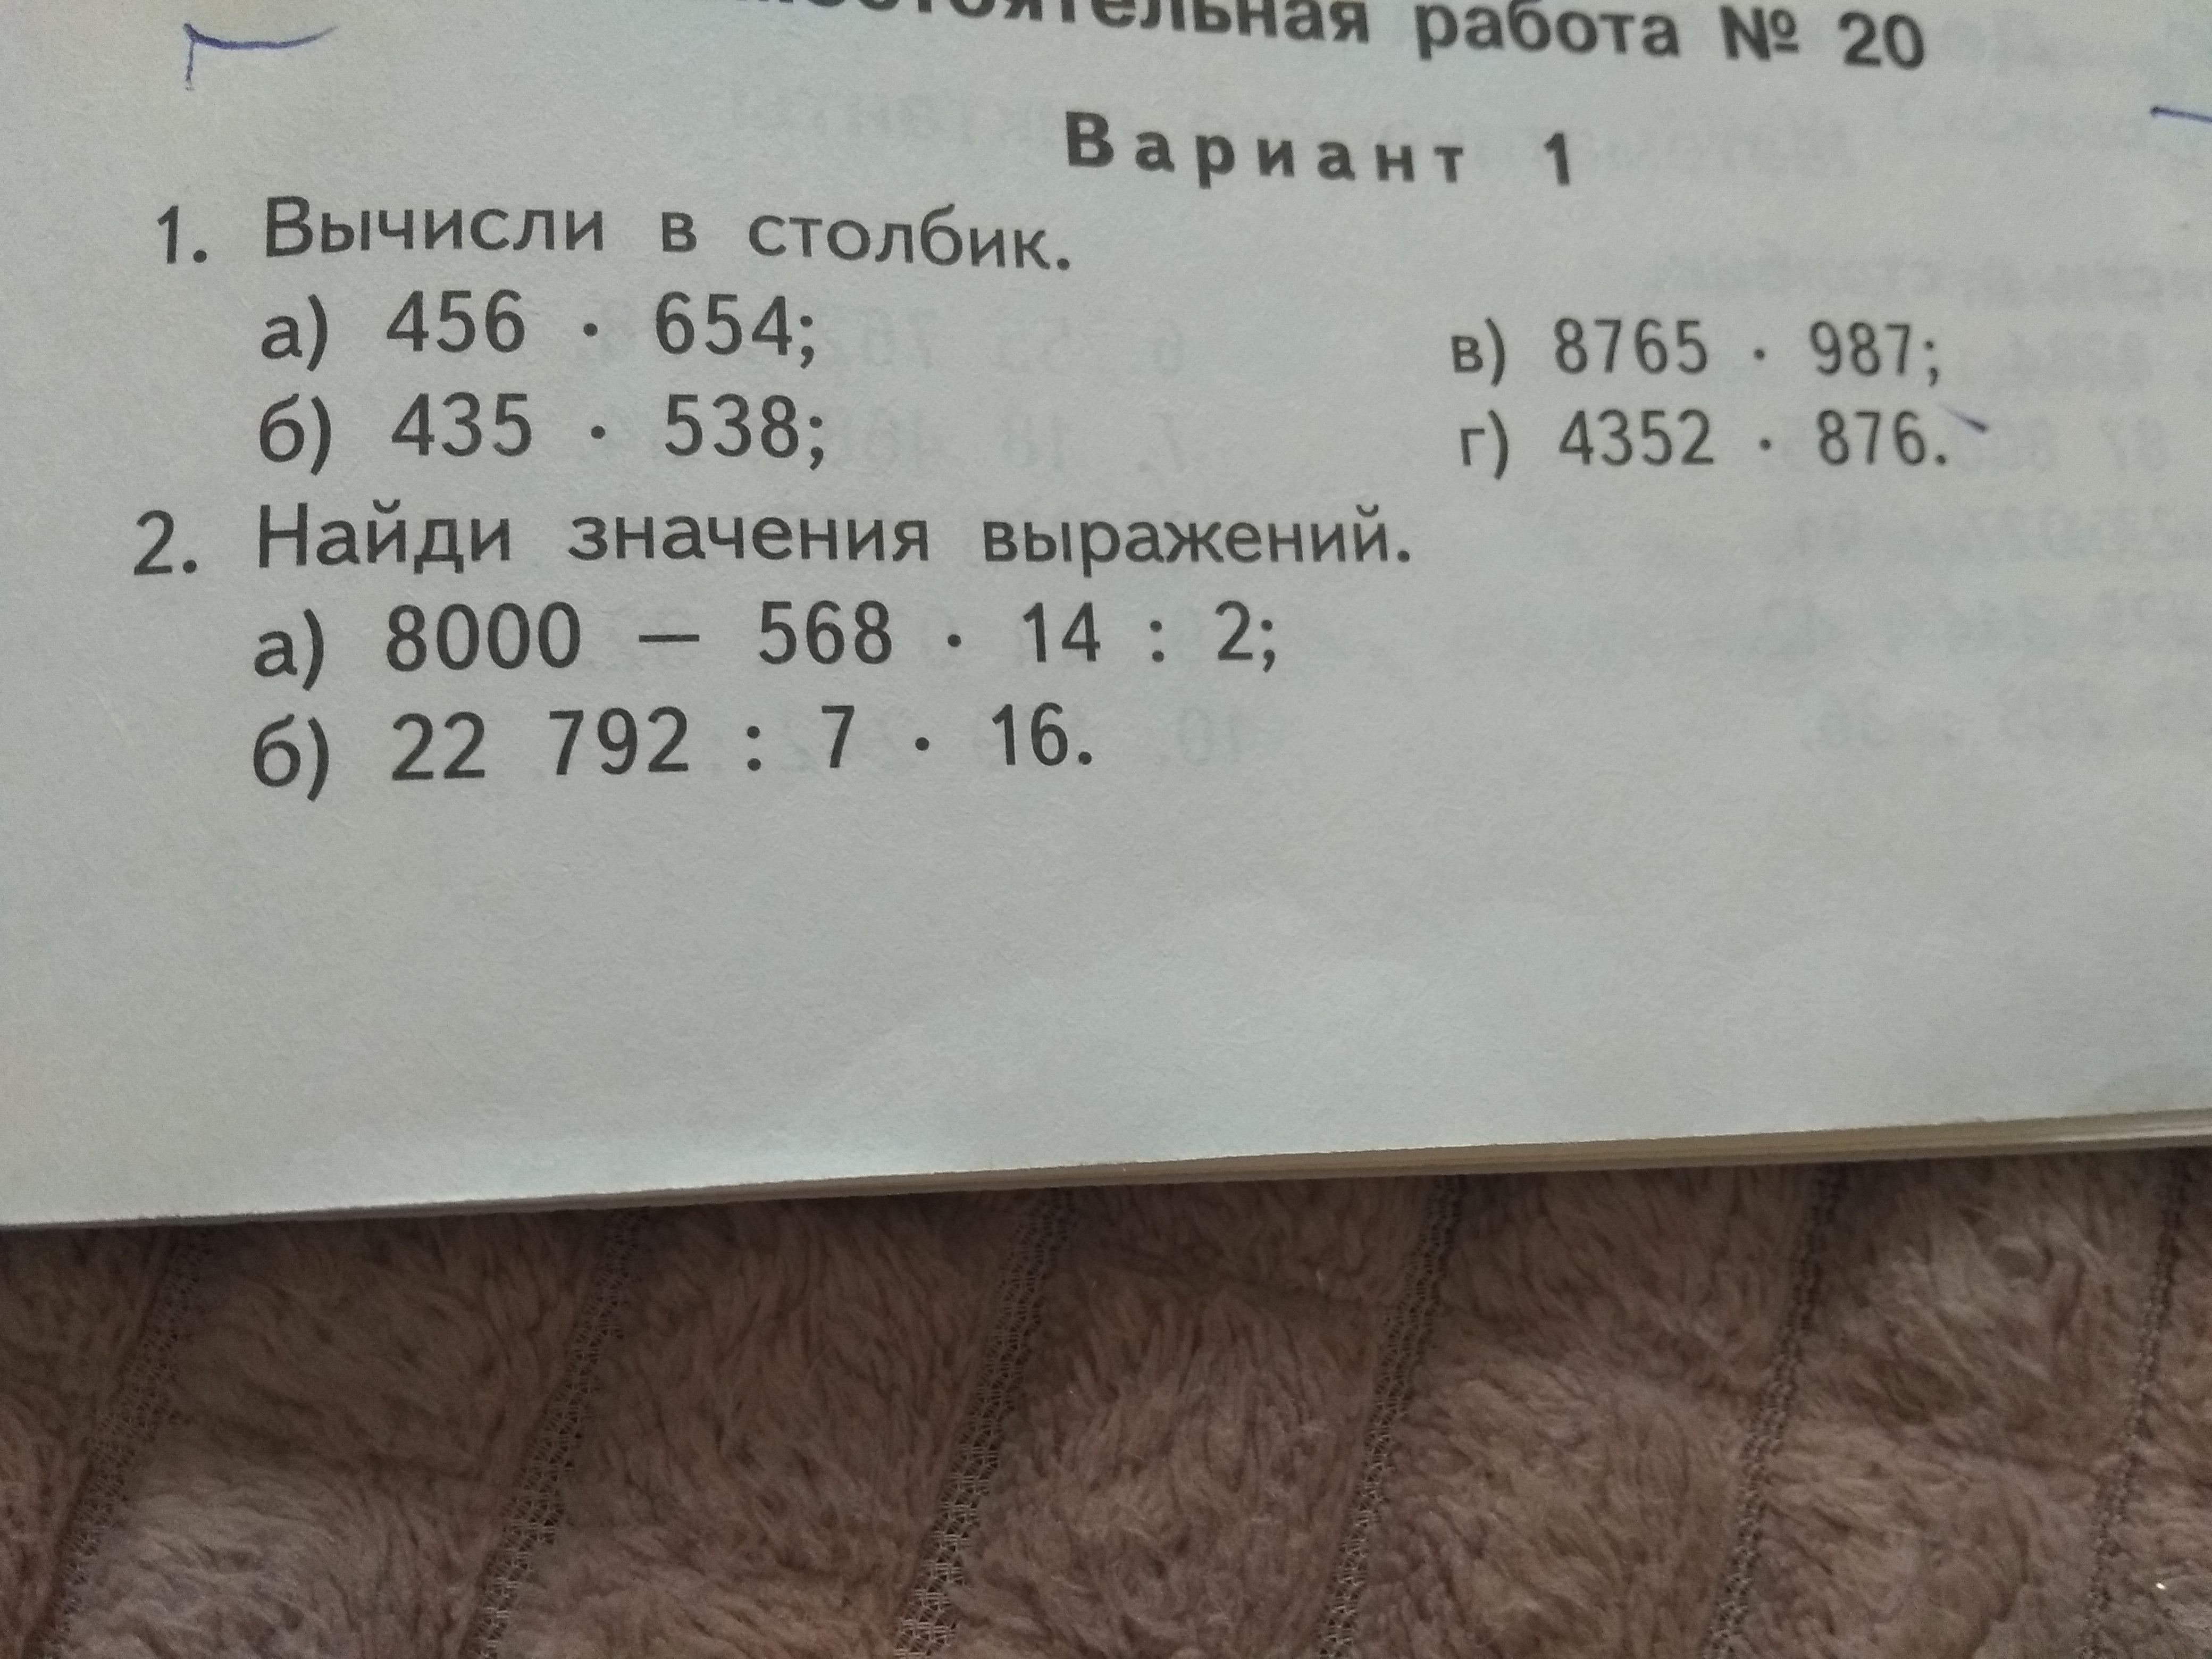 работа № 20
Вариант 1
1. Вычисли в столбик.
а) 456 · 654;
в) 8765 · 987;
б) 435 · 538;
г) 4352 · 876.
2. Найди значения выражений.
а) 8000 — 568 · 14 : 2;
б) 22 792 : 7 · 16.